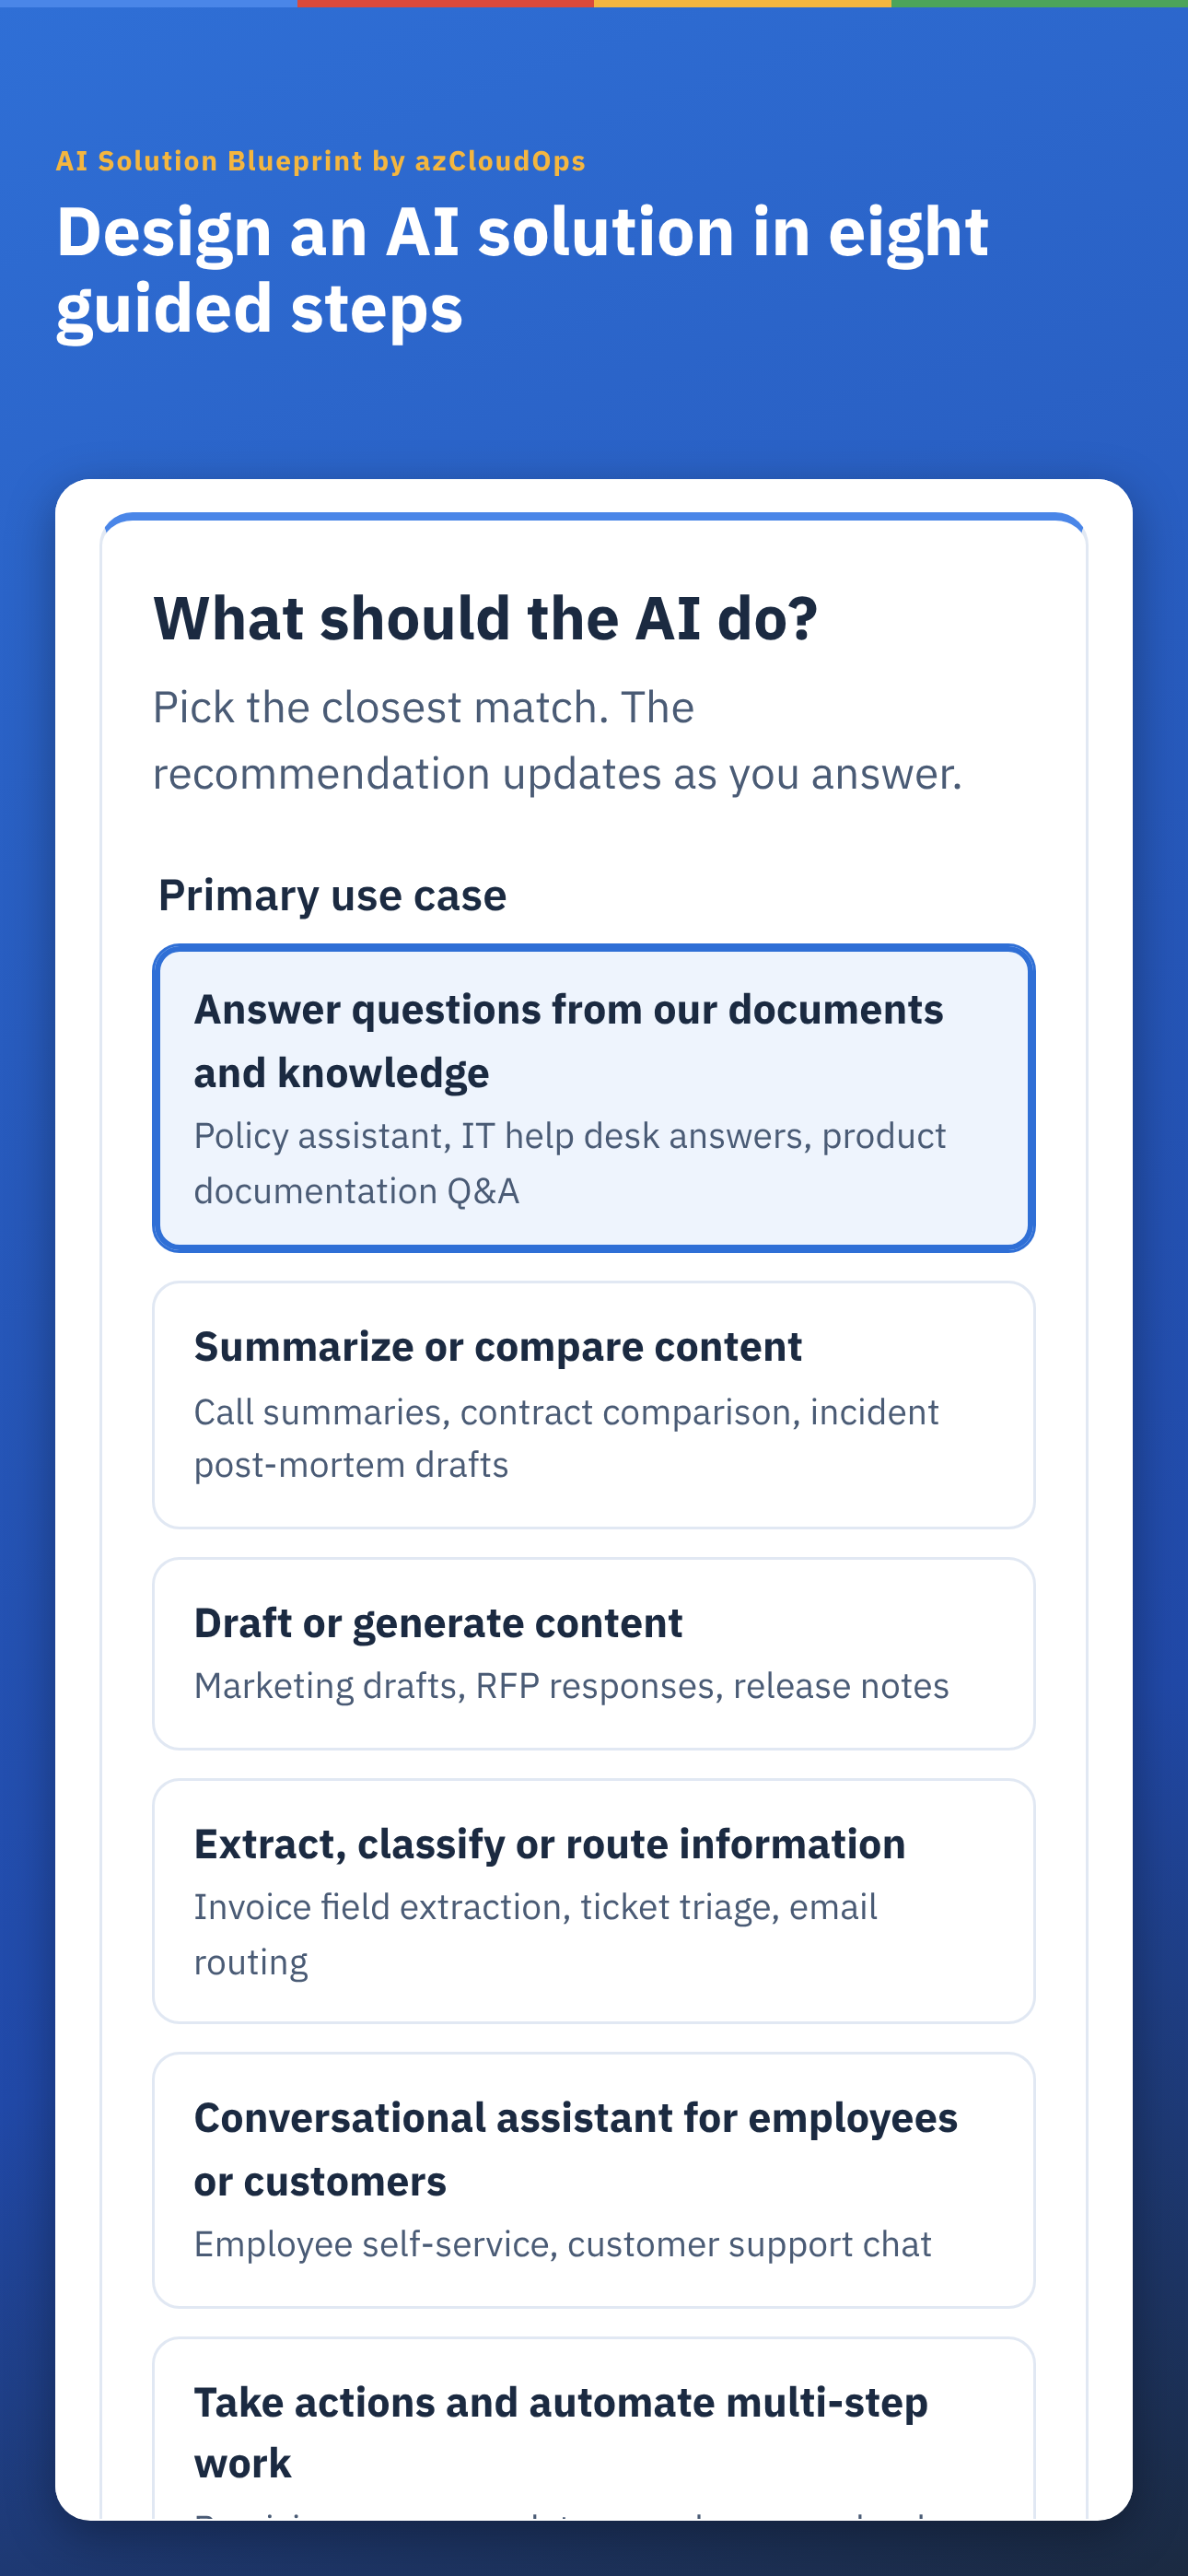 AI Solution Blueprint by azCloudOps
Design an AI solution in eight
guided steps
What should the AI do?
Pick the closest match. The
recommendation updates as you answer.
Primary use case
Answer questions from our documents
and knowledge
Policy assistant, IT help desk answers, product
documentation Q&A
Summarize or compare content
Call summaries, contract comparison, incident
post-mortem drafts
Draft or generate content
Marketing drafts, RFP responses, release notes
Extract, classify or route information
Invoice field extraction, ticket triage, email
routing
Conversational assistant for employees
or customers
Employee self-service, customer support chat
Take actions and automate multi-step
work